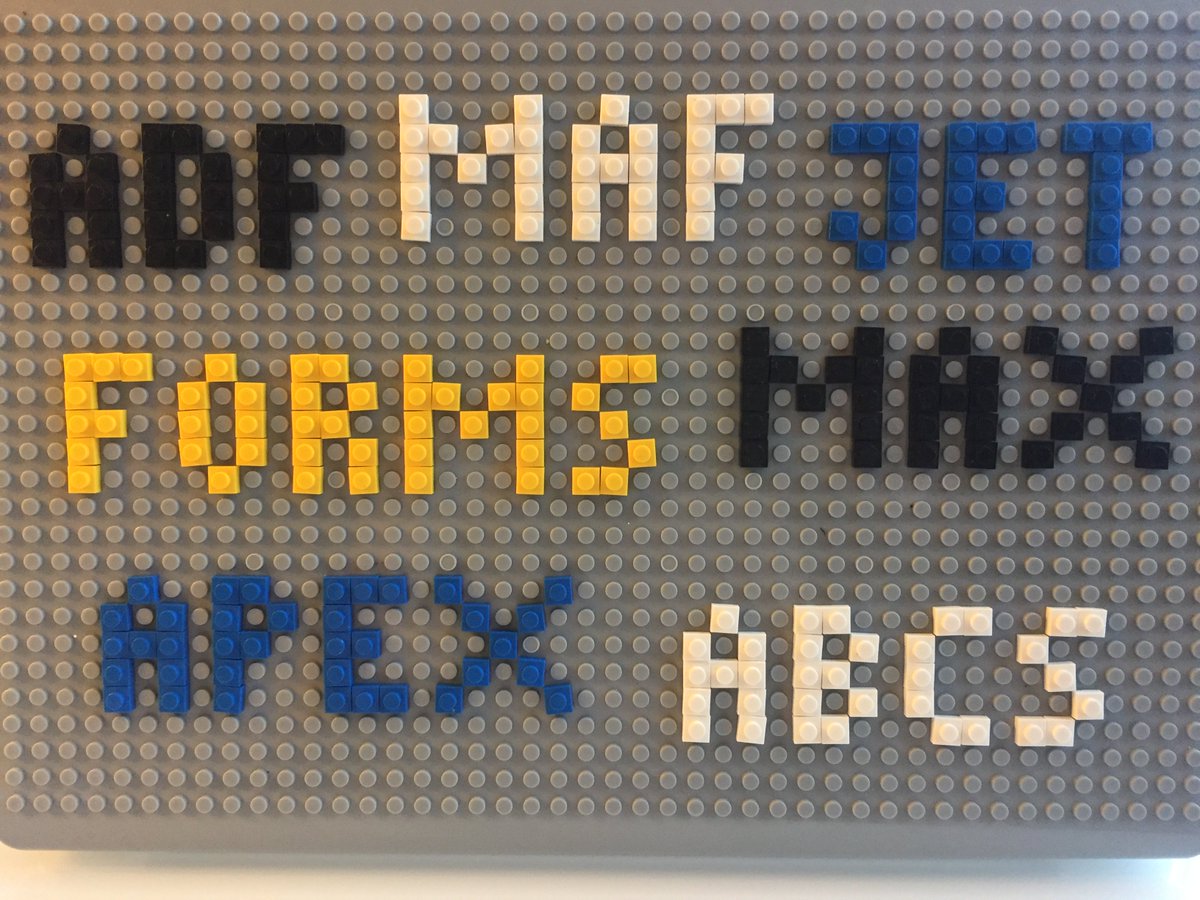 ADF MAF JET
FORMS MAX
APEX ABCS